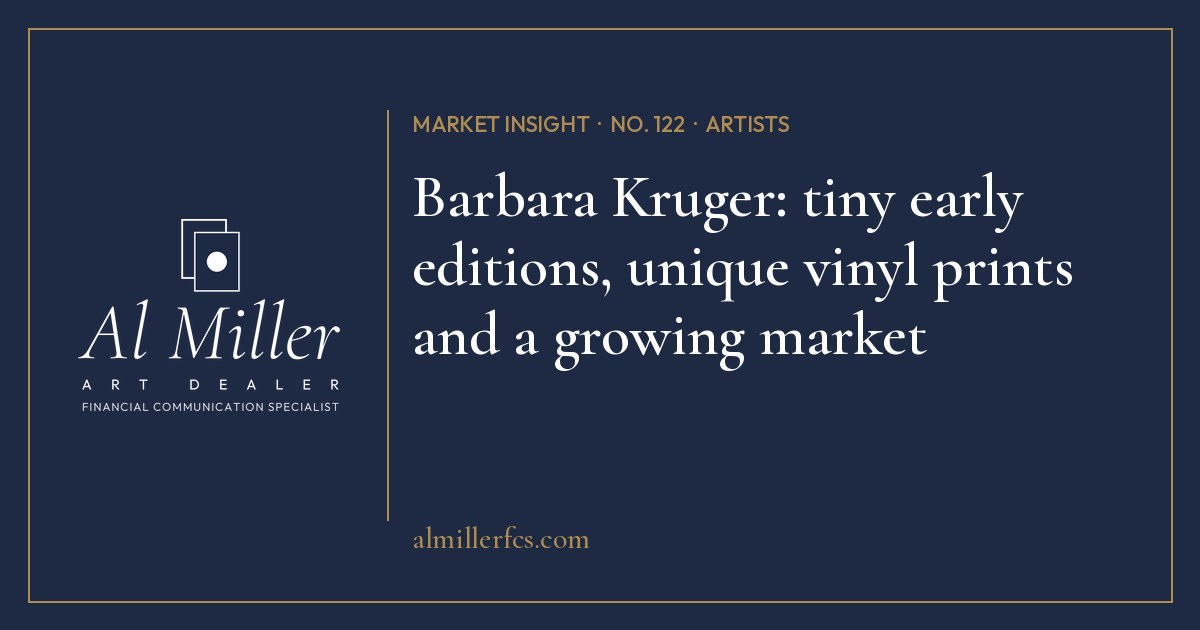 Al Miller
ART DEALER
FINANCIAL COMMUNICATION SPECIALIST
MARKET INSIGHT · NO. 122 · ARTISTS
Barbara Kruger: tiny early
editions, unique vinyl prints
and a growing market
almillerfcs.com